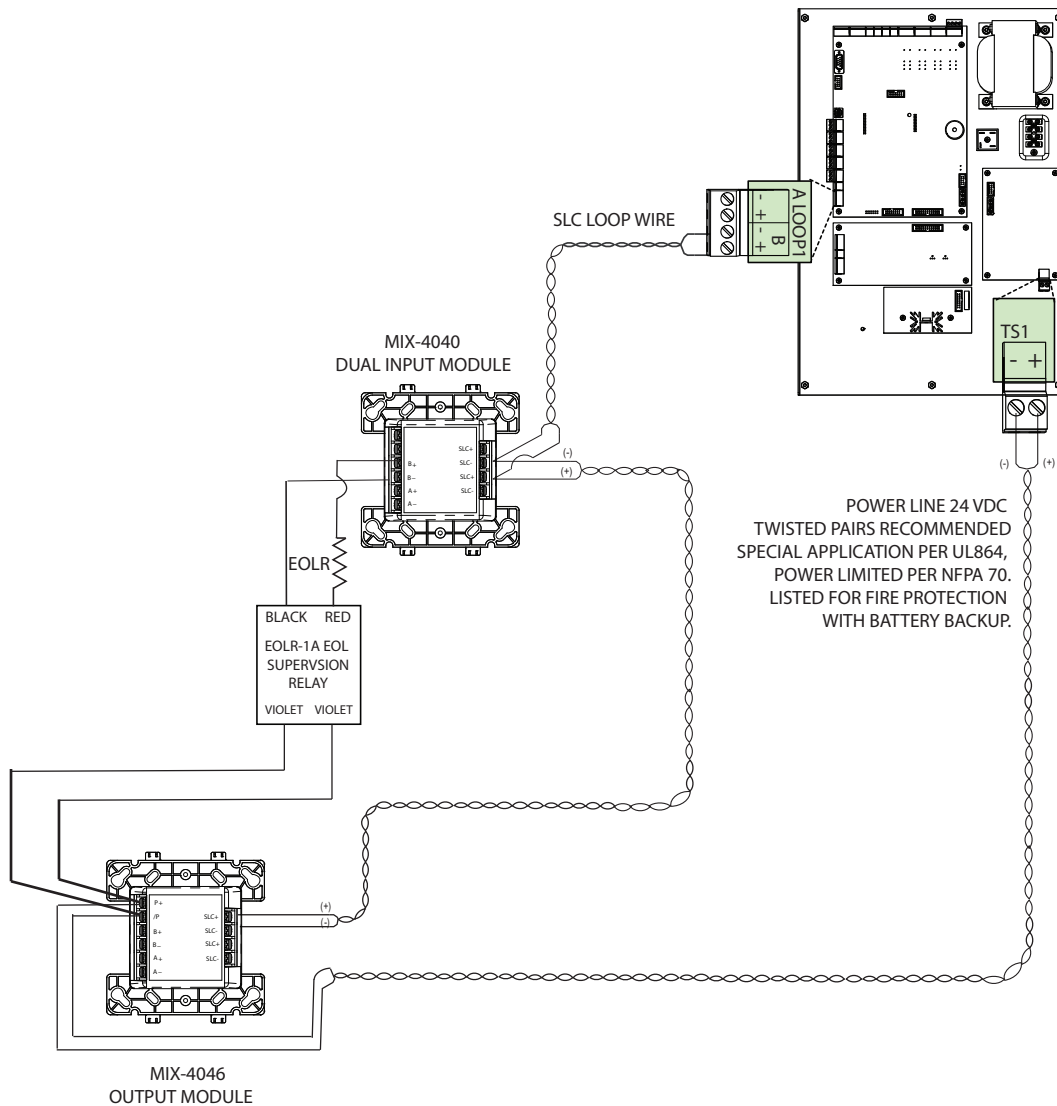 SLC LOOP WIRE
A LOOP1
- + - +
B
TS1
- +
(-) (+)
MIX-4040
DUAL INPUT MODULE
SLC+
SLC-
SLC+
SLC-
B+
B-
A+
A-
(-)
(+)
POWER LINE 24 VDC
TWISTED PAIRS RECOMMENDED
SPECIAL APPLICATION PER UL864,
POWER LIMITED PER NFPA 70.
LISTED FOR FIRE PROTECTION
WITH BATTERY BACKUP.
EOLR
BLACK RED
EOLR-1A EOL
SUPERVSION
RELAY
VIOLET VIOLET
P+
/P
B+
B-
A+
A-
SLC+
SLC-
SLC+
SLC-
(+)
(-)
MIX-4046
OUTPUT MODULE